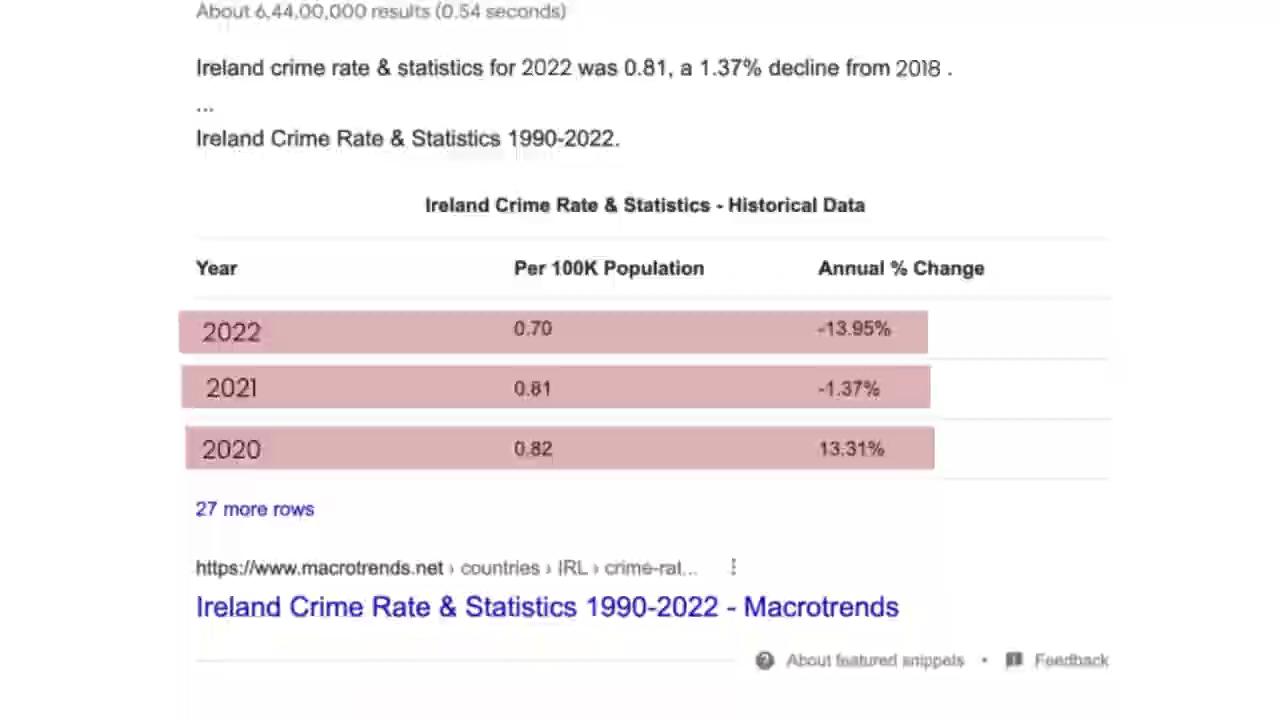 About 6,44,00,000 results (0.54 seconds)
Ireland crime rate & statistics for 2022 was 0.81, a 1.37% decline from 2018 .
...
Ireland Crime Rate & Statistics 1990-2022.
Ireland Crime Rate & Statistics - Historical Data
Year Per 100K Population Annual % Change
2022 0.70 -13.95%
2021 0.81 -1.37%
2020 0.82 13.31%
27 more rows
https://www.macrotrends.net › countries › IRL › crime-rat...
Ireland Crime Rate & Statistics 1990-2022 - Macrotrends
About featured snippets • Feedback